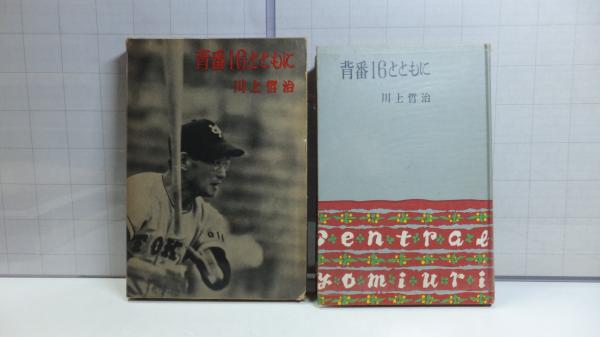 背番16とともに
川上哲治
背番16とともに
川上哲治
Central
yomiuri